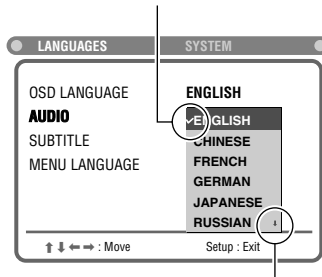 LANGUAGES SYSTEM
OSD LANGUAGE ENGLISH
AUDIO ✓ENGLISH
SUBTITLE CHINESE
MENU LANGUAGE FRENCH
GERMAN
JAPANESE
RUSSIAN ↓
↑ ↓ ← → : Move Setup : Exit